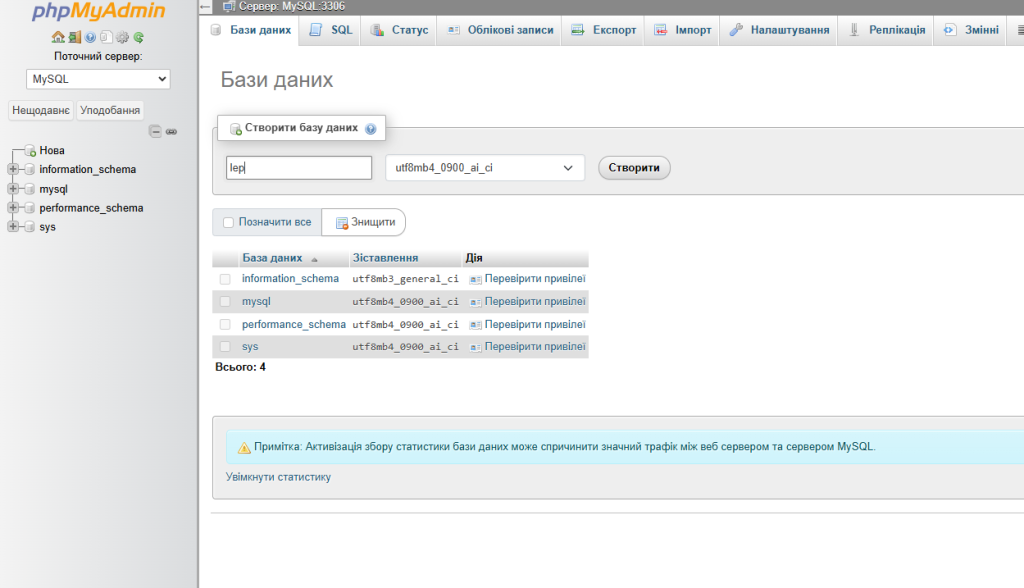 phpMyAdmin
Поточний сервер:
MySQL
Нещодавнє Уподобання
Нова
information_schema
mysql
performance_schema
sys
Сервер: MySQL:3306
Бази даних SQL Статус Облікові записи Експорт Імпорт Налаштування Реплікація Змінні
Бази даних
Створити базу даних
lep utf8mb4_0900_ai_ci Створити
Позначити все Знищити
База даних Зіставлення Дія
information_schema utf8mb3_general_ci Перевірити привілеї
mysql utf8mb4_0900_ai_ci Перевірити привілеї
performance_schema utf8mb4_0900_ai_ci Перевірити привілеї
sys utf8mb4_0900_ai_ci Перевірити привілеї
Всього: 4
Примітка: Активізація збору статистики бази даних може спричинити значний трафік між веб сервером та сервером MySQL.
Увімкнути статистику